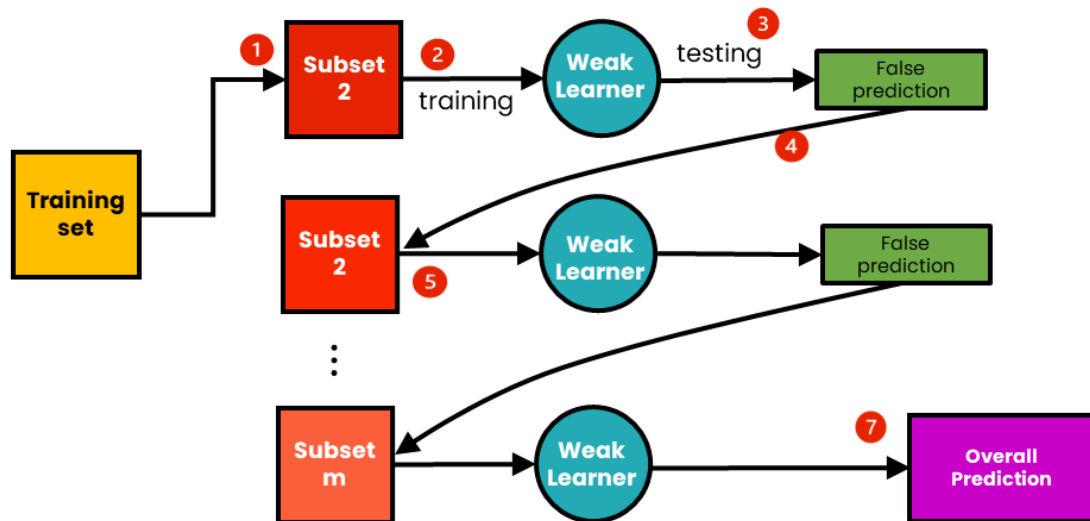 1
Subset
2
2
training
Weak
Learner
3
testing
False
prediction
4
Training
set
Subset
2
5
Weak
Learner
False
prediction
Subset
m
Weak
Learner
7
Overall
Prediction